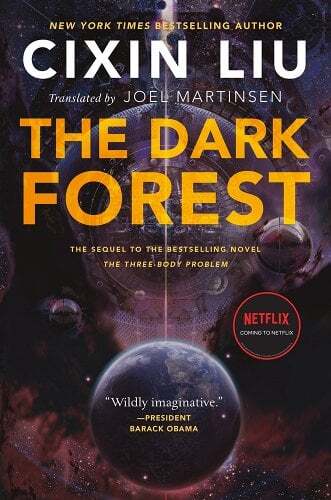 NEW YORK TIMES BESTSELLING AUTHOR
CIXIN LIU
Translated by JOEL MARTINSEN
THE DARK
FOREST
THE SEQUEL TO THE BESTSELLING NOVEL
THE THREE-BODY PROBLEM
NETFLIX
COMING TO NETFLIX
“Wildly imaginative.”
—PRESIDENT
BARACK OBAMA